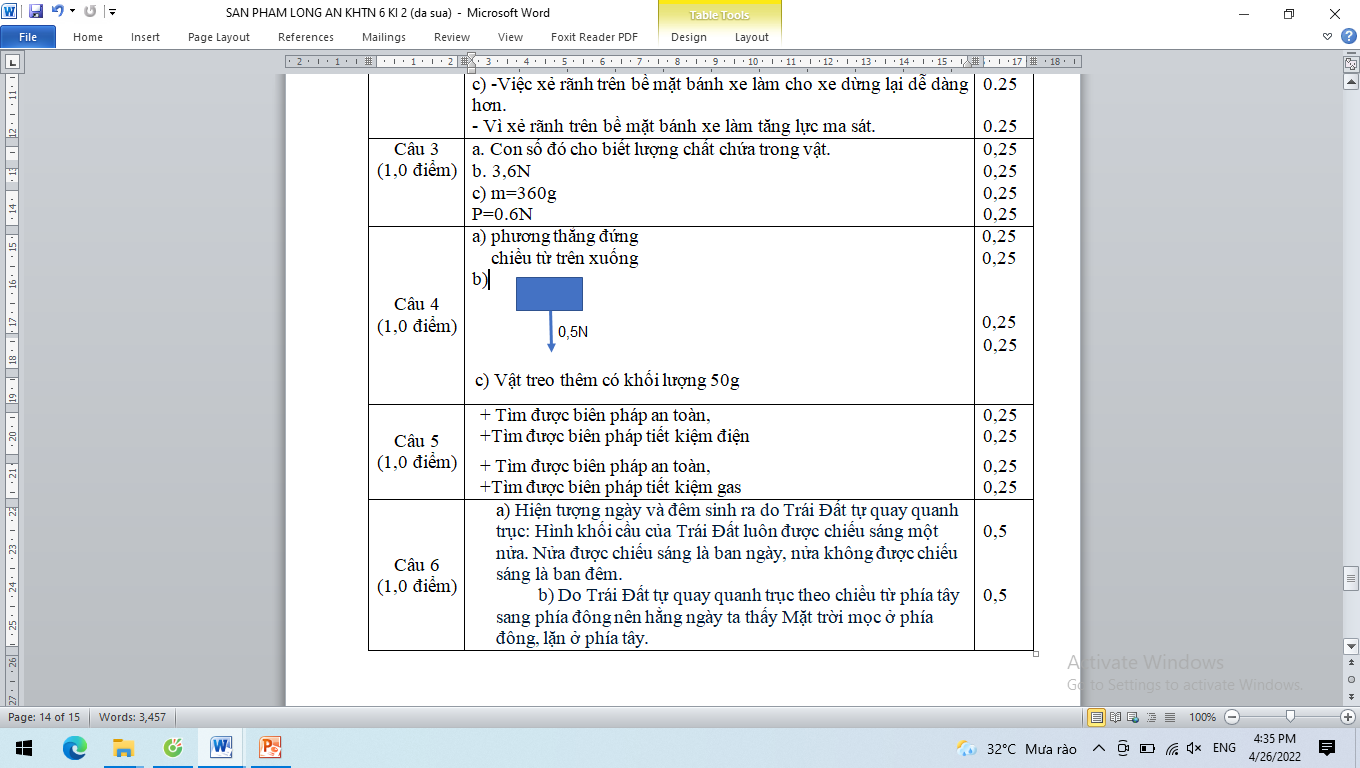 SAN PHAM LONG AN KHTN 6 KI 2 (da sua) - Microsoft Word
Table Tools
File Home Insert Page Layout References Mailings Review View Foxit Reader PDF Design Layout
c) -Việc xẻ rãnh trên bề mặt bánh xe làm cho xe dừng lại dễ dàng 0.25
hơn.
- Vì xẻ rãnh trên bề mặt bánh xe làm tăng lực ma sát. 0.25
Câu 3 a. Con số đó cho biết lượng chất chứa trong vật. 0,25
(1,0 điểm) b. 3,6N 0,25
c) m=360g 0,25
P=0.6N 0,25
a) phương thẳng đứng 0,25
chiều từ trên xuống 0,25
b)
Câu 4
(1,0 điểm) 0,25
0,5N
0,25
c) Vật treo thêm có khối lượng 50g
+ Tìm được biên pháp an toàn, 0,25
+Tìm được biên pháp tiết kiệm điện 0,25
Câu 5
(1,0 điểm)
+ Tìm được biên pháp an toàn, 0,25
+Tìm được biên pháp tiết kiệm gas 0,25
a) Hiện tượng ngày và đêm sinh ra do Trái Đất tự quay quanh
trục: Hình khối cầu của Trái Đất luôn được chiếu sáng một 0,5
nửa. Nửa được chiếu sáng là ban ngày, nửa không được chiếu
sáng là ban đêm.
Câu 6
(1,0 điểm)
b) Do Trái Đất tự quay quanh trục theo chiều từ phía tây 0,5
sang phía đông nên hằng ngày ta thấy Mặt trời mọc ở phía
đông, lặn ở phía tây.
Activate Windows
Go to Settings to activate Windows.
Page: 14 of 15 Words: 3,457 100%
32°C Mưa rào ENG 4:35 PM
4/26/2022